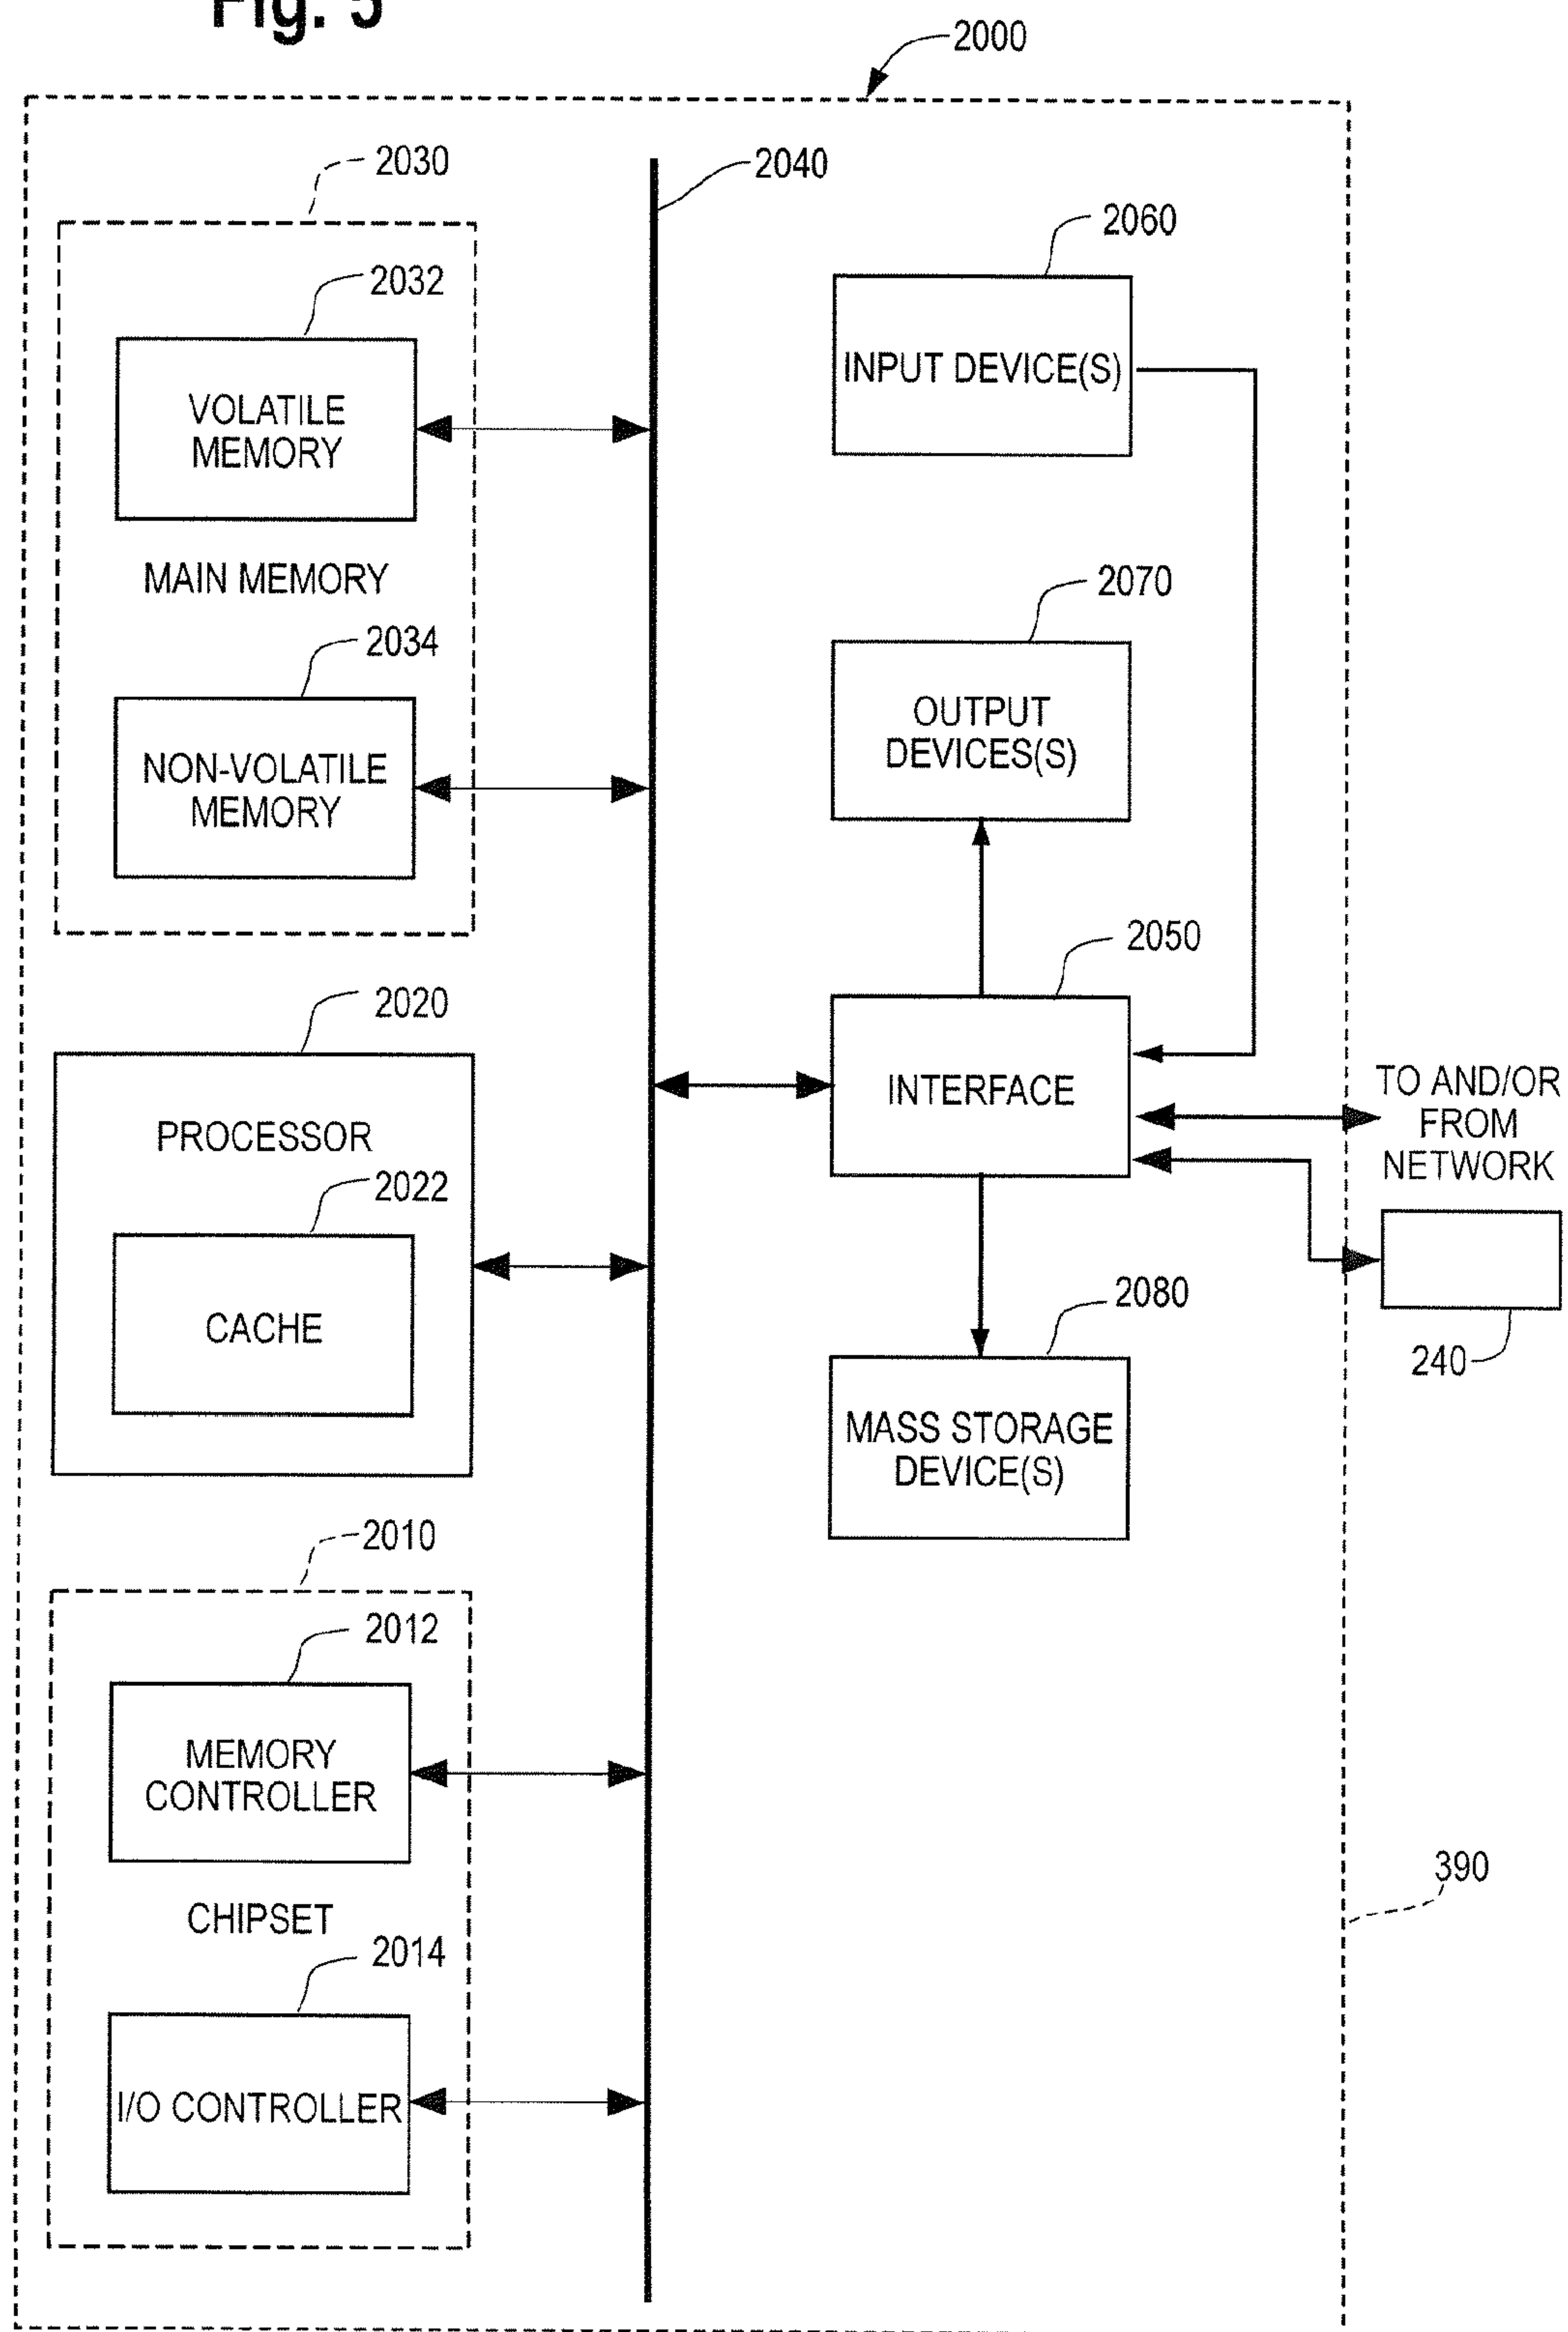 Fig. 5
2000
2030
2040
2060
2032
INPUT DEVICE(S)
VOLATILE
MEMORY
MAIN MEMORY
2070
2034
OUTPUT
DEVICES(S)
NON-VOLATILE
MEMORY
2050
2020
INTERFACE
TO AND/OR
FROM
NETWORK
PROCESSOR
2022
CACHE
2080
240
MASS STORAGE
DEVICE(S)
2010
2012
MEMORY
CONTROLLER
390
CHIPSET
2014
I/O CONTROLLER